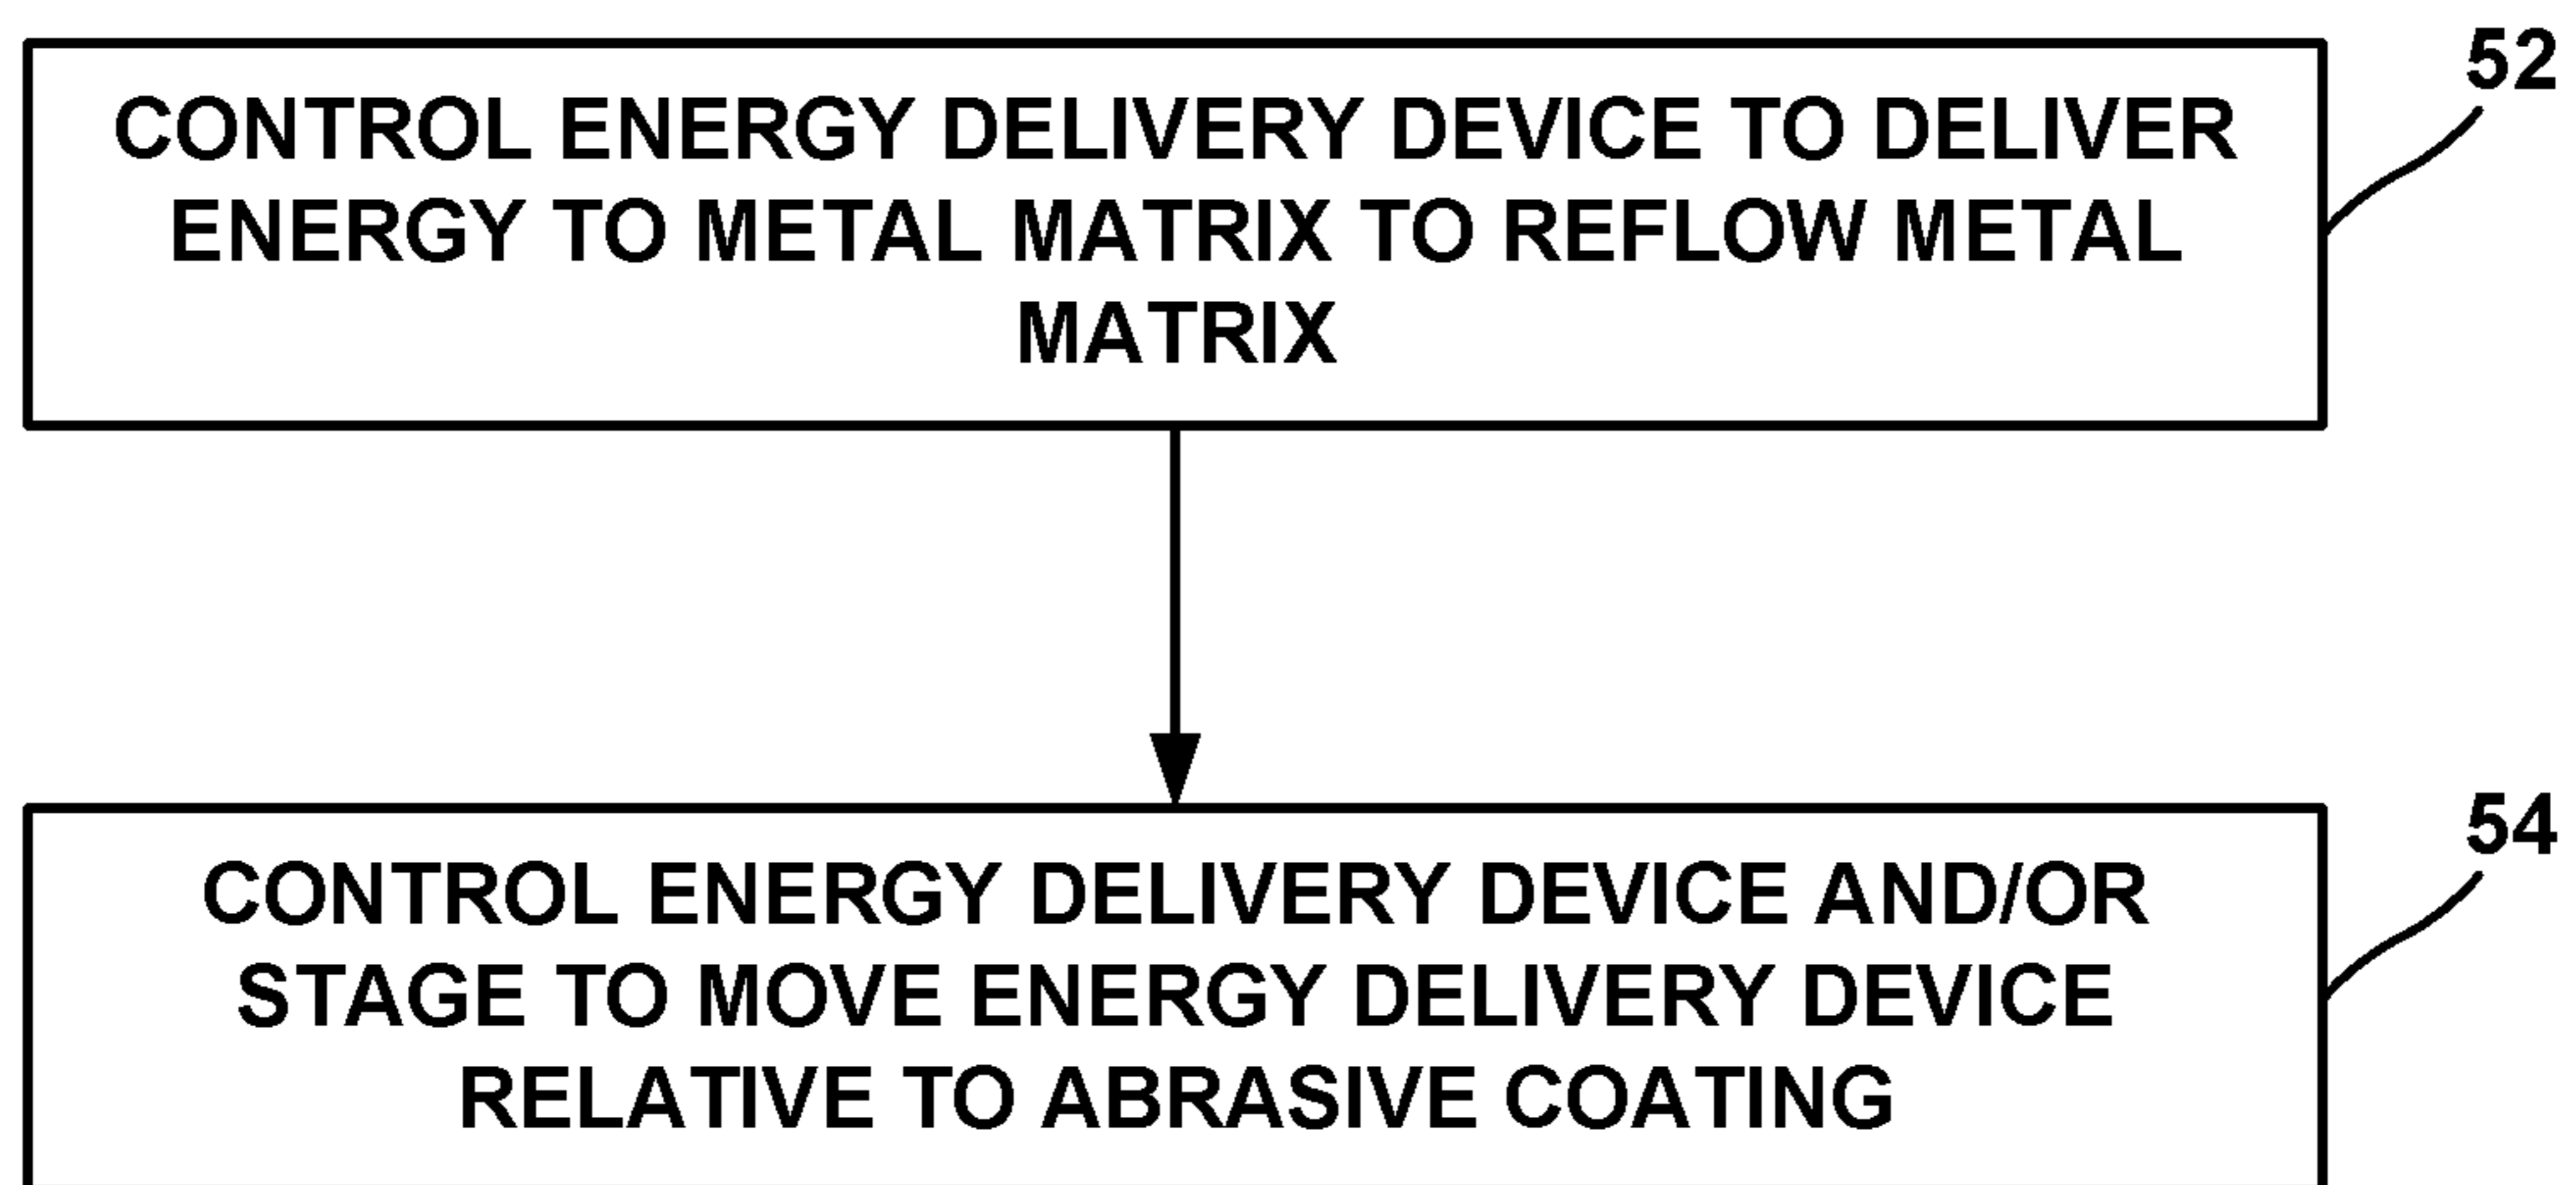 52
CONTROL ENERGY DELIVERY DEVICE TO DELIVER
ENERGY TO METAL MATRIX TO REFLOW METAL
MATRIX
54
CONTROL ENERGY DELIVERY DEVICE AND/OR
STAGE TO MOVE ENERGY DELIVERY DEVICE
RELATIVE TO ABRASIVE COATING